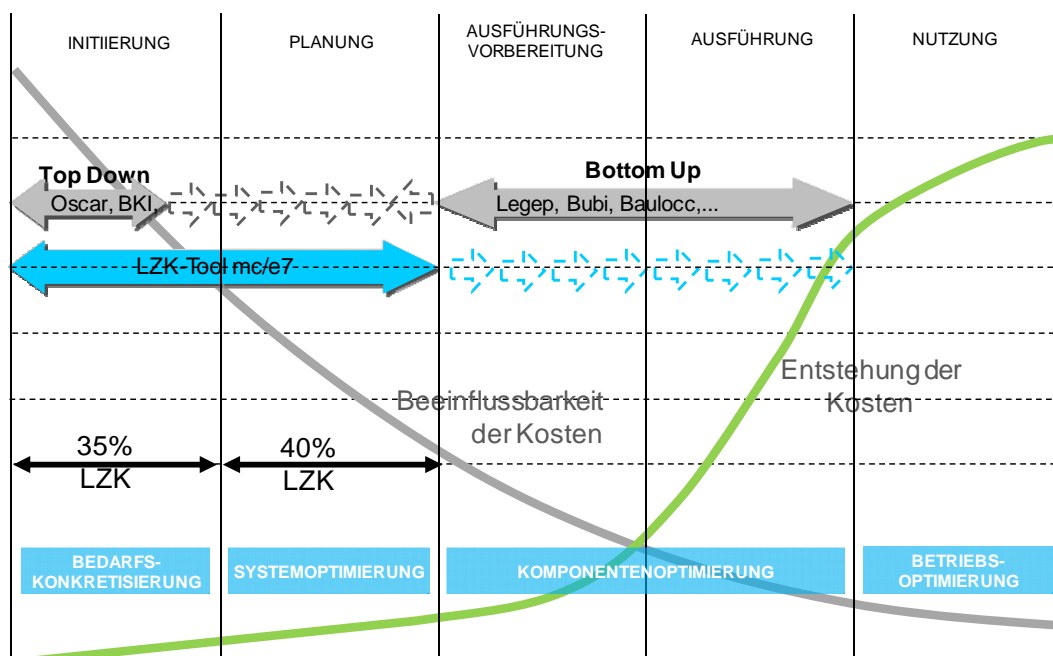 INITIIERUNG
PLANUNG
AUSFÜHRUNGS-
VORBEREITUNG
AUSFÜHRUNG
NUTZUNG
Top Down
Oscar, BKI,
Bottom Up
Legep, Bubi, Baulocc,...
LZK-Tool mc/e7
Beeinflussbarkeit
der Kosten
Entstehung der
Kosten
35%
LZK
40%
LZK
BEDARFS-
KONKRETISIERUNG
SYSTEMOPTIMIERUNG
KOMPONENTENOPTIMIERUNG
BETRIEBS-
OPTIMIERUNG